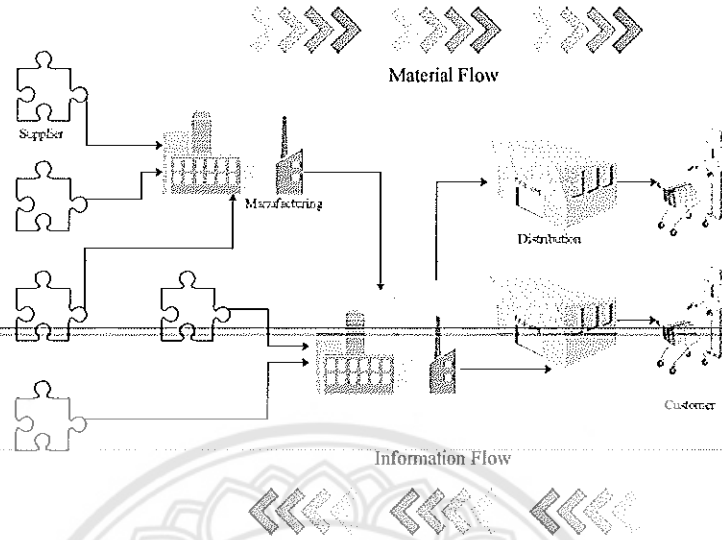 Material Flow
Supplier
Manufacturing
Distribution
Customer
Information Flow